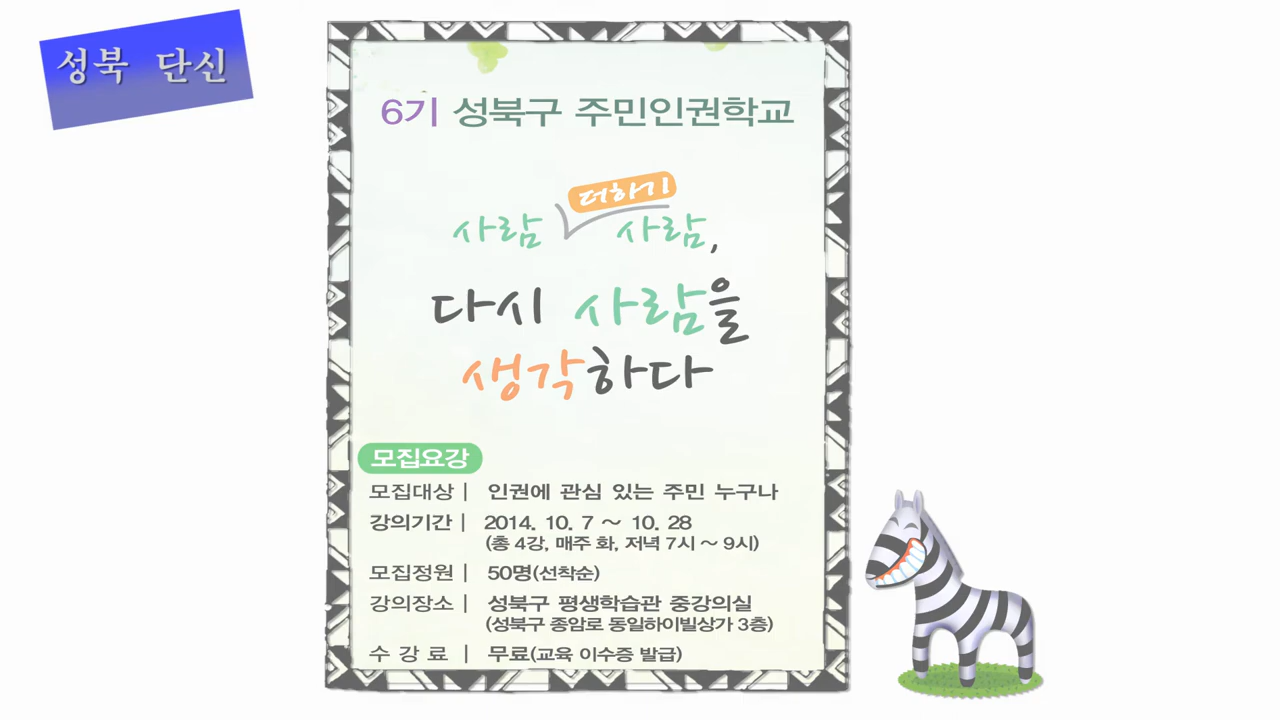 성북 단신
6기 성북구 주민인권학교
더하기
사람 사람,
다시 사람을
생각하다
모집요강
모집대상 | 인권에 관심 있는 주민 누구나
강의기간 | 2014. 10. 7 ~ 10. 28
(총 4강, 매주 화, 저녁 7시 ~ 9시)
모집정원 | 50명(선착순)
강의장소 | 성북구 평생학습관 중강의실
(성북구 종암로 동일하이빌상가 3층)
수 강 료 | 무료(교육 이수증 발급)